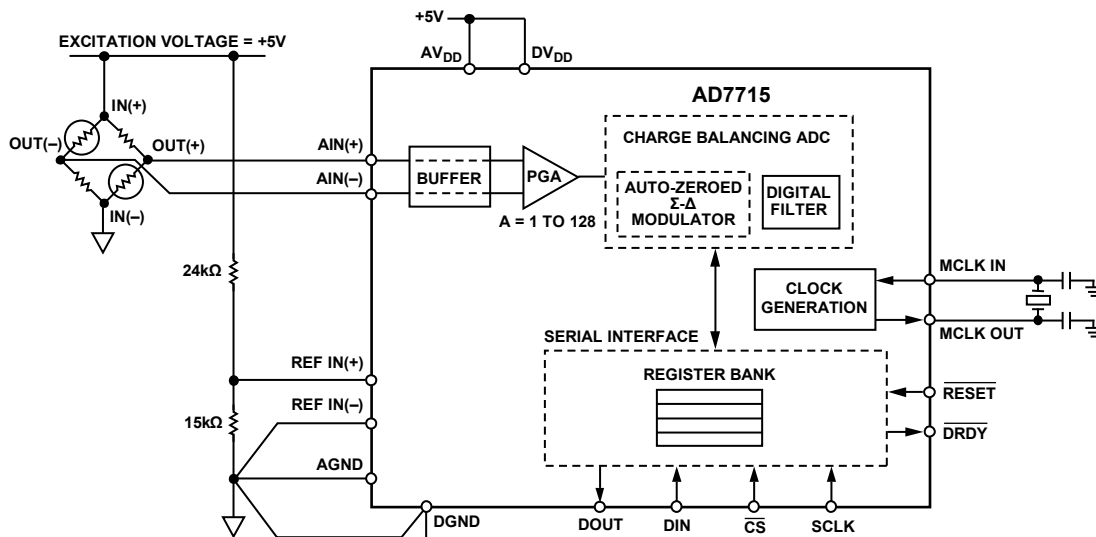 +5V
EXCITATION VOLTAGE = +5V
AVDD
DVDD
AD7715
IN(+)
CHARGE BALANCING ADC
OUT(–)
OUT(+)
AIN(+)
AIN(–)
BUFFER
PGA
AUTO-ZEROED
Σ-Δ
MODULATOR
DIGITAL
FILTER
IN(–)
A = 1 TO 128
24kΩ
MCLK IN
CLOCK
GENERATION
MCLK OUT
SERIAL INTERFACE
REF IN(+)
REGISTER BANK
RESET
REF IN(–)
15kΩ
DRDY
AGND
DGND
DOUT
DIN
CS
SCLK